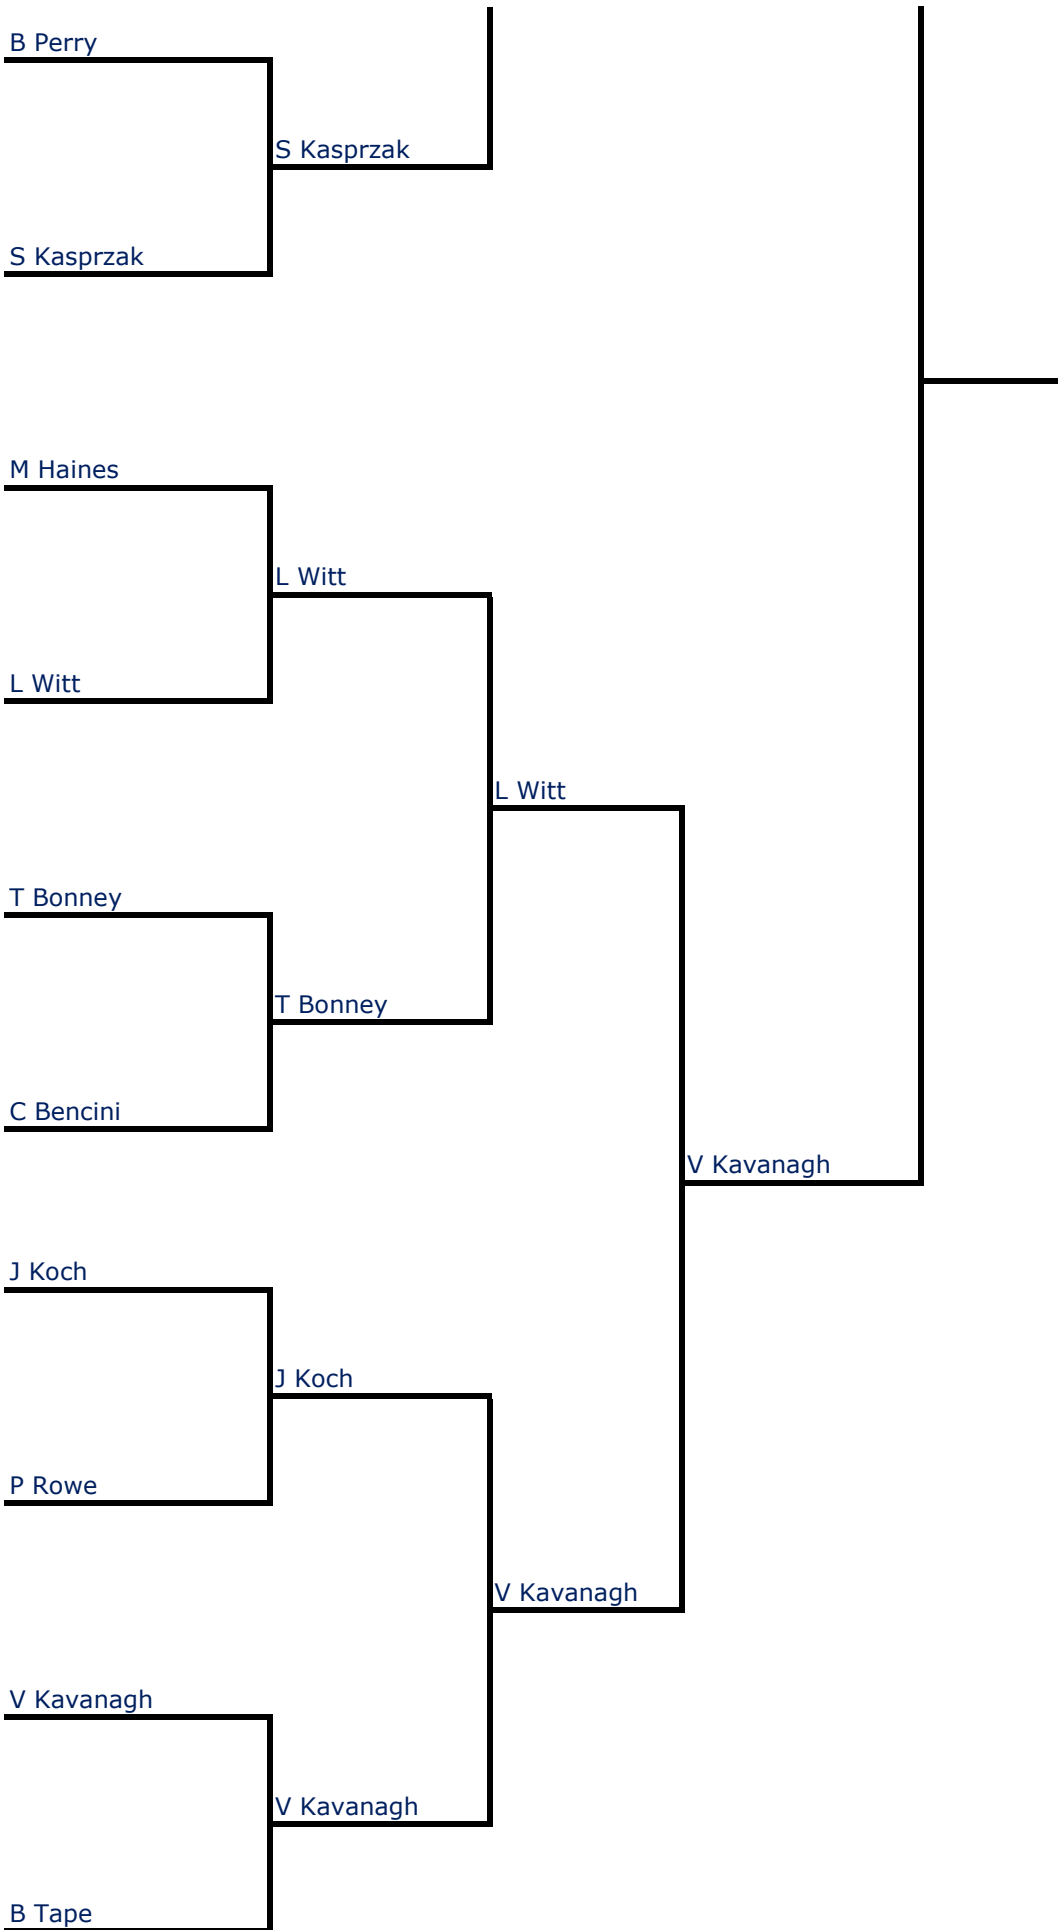 B Perry
S Kasprzak
S Kasprzak
M Haines
L Witt
L Witt
L Witt
T Bonney
T Bonney
C Bencini
V Kavanagh
J Koch
J Koch
P Rowe
V Kavanagh
V Kavanagh
V Kavanagh
B Tape